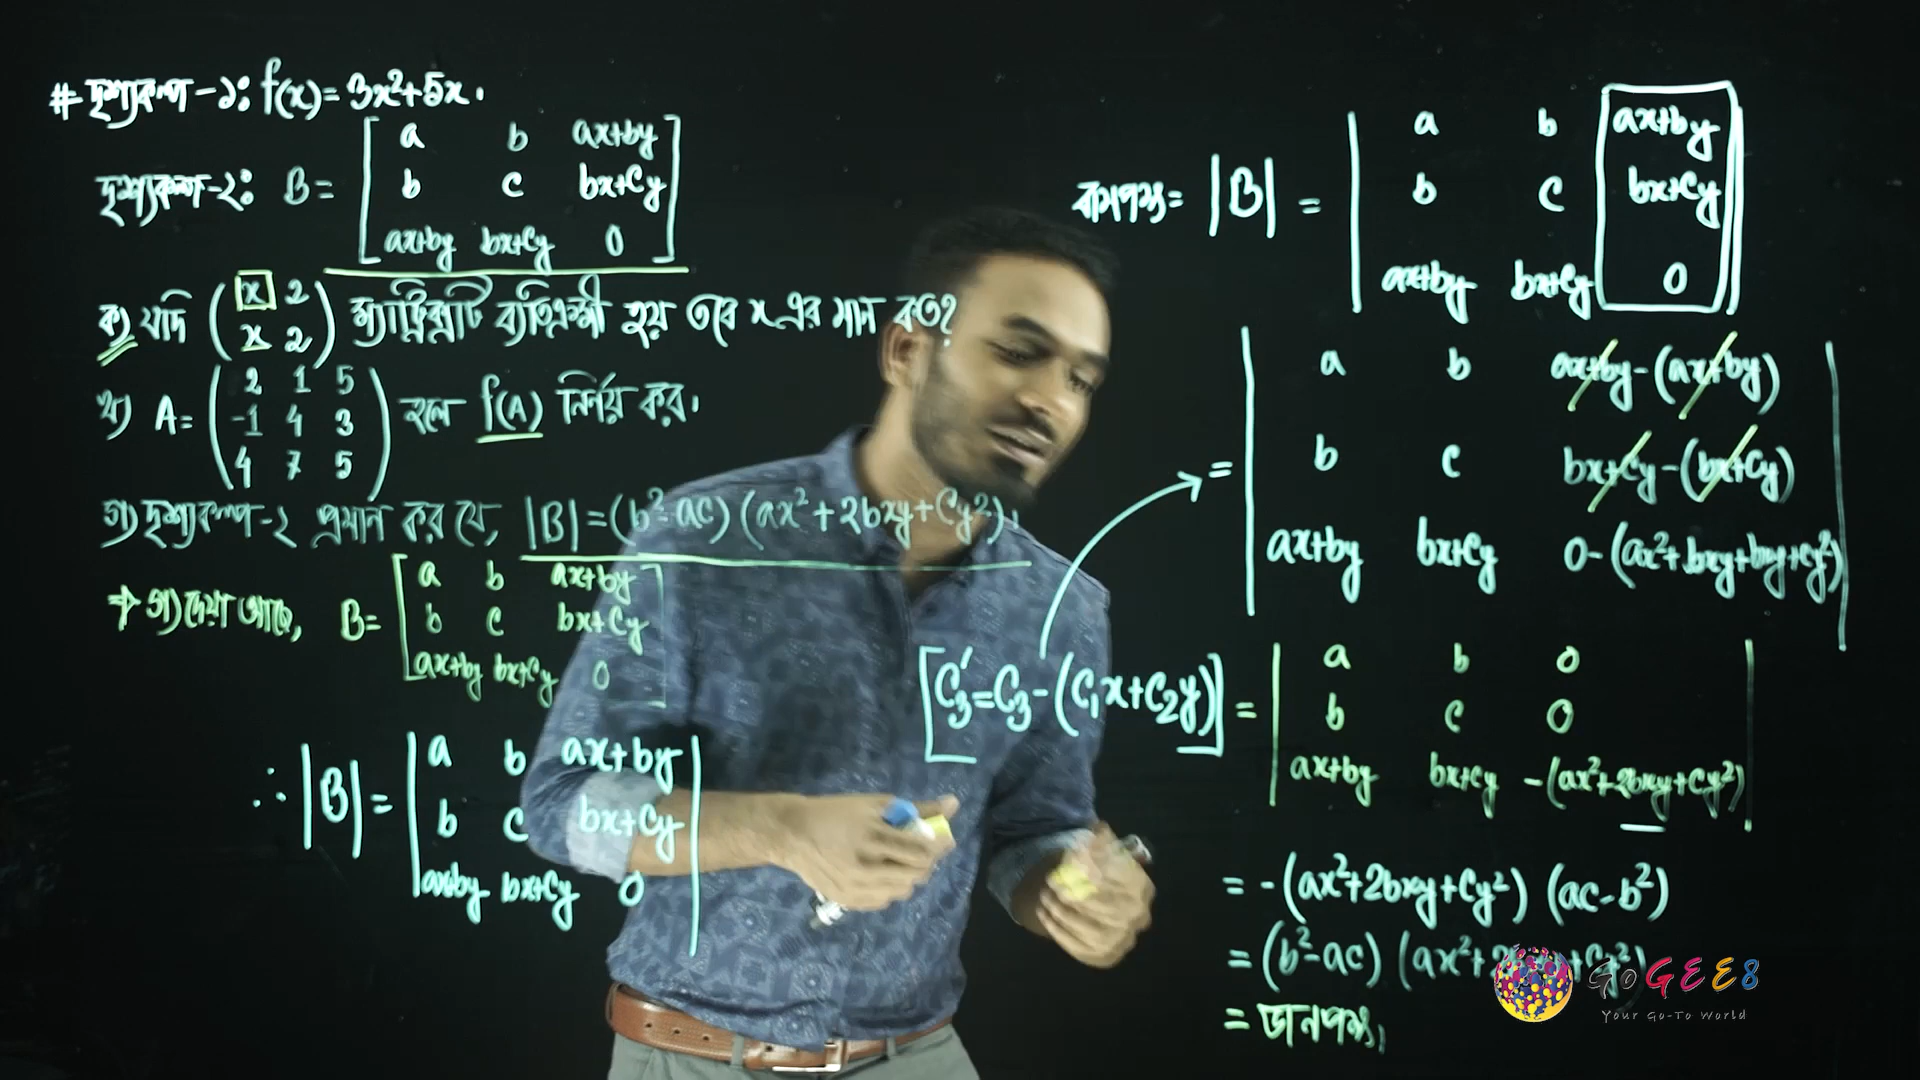 # দৃশ্যকল্প-১: f(x)=3x²+5x.
দৃশ্যকল্প-২: B =
[a b ax+by
b c bx+cy
ax+by bx+cy 0]
ক) যদি (x 2
x 2) ম্যাট্রিক্সটি ব্যতিক্রমী হয় তবে x এর মান কত?
খ) A= (2 1 5
-1 4 3
4 7 5) হলে f(A) নির্ণয় কর।
গ) দৃশ্যকল্প-২ প্রমান কর যে, |B|=(b²-ac)(ax²+2bxy+cy²)।
⇒ গ) দেয়া আছে, B= [a b ax+by
b c bx+cy
ax+by bx+cy 0]
∴ |B| = |a b ax+by
b c bx+cy
ax+by bx+cy 0|
বামপক্ষ= |B| = |a b ax+by
b c bx+cy
ax+by bx+cy 0|
= |a b ax+by-(ax+by)
b c bx+cy-(bx+cy)
ax+by bx+cy 0-(ax²+bxy+bxy+cy²)|
[C₃'=C₃-(C₁x+C₂y)] = |a b 0
b c 0
ax+by bx+cy -(ax²+2bxy+cy²)|
= -(ax²+2bxy+cy²) (ac-b²)
= (b²-ac) (ax²+2bxy+cy²)
= ডানপক্ষ।
GoGEE8
Your Go-To World